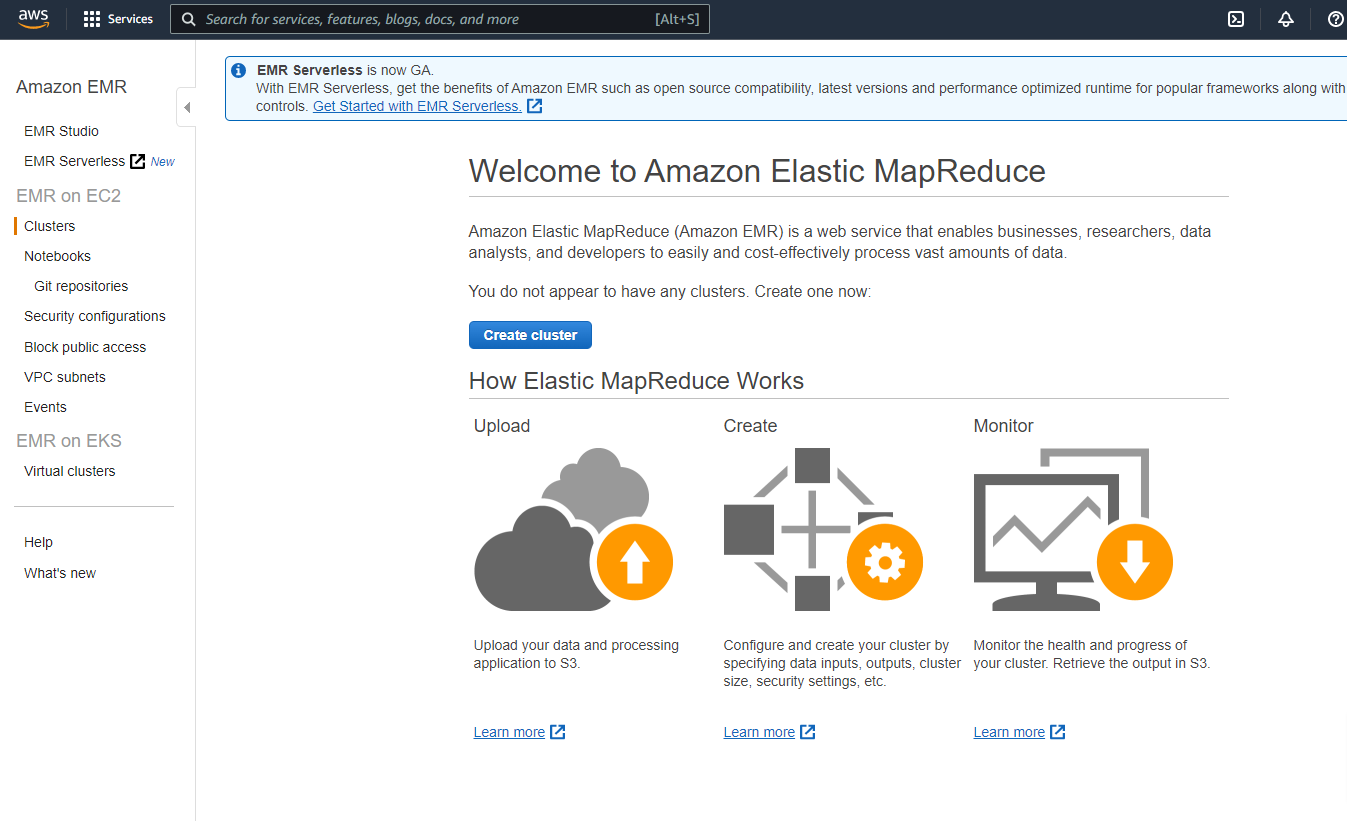 aws
Services
Search for services, features, blogs, docs, and more
[Alt+S]
Amazon EMR
EMR Studio
EMR Serverless New
EMR on EC2
Clusters
Notebooks
Git repositories
Security configurations
Block public access
VPC subnets
Events
EMR on EKS
Virtual clusters
Help
What's new
EMR Serverless is now GA.
With EMR Serverless, get the benefits of Amazon EMR such as open source compatibility, latest versions and performance optimized runtime for popular frameworks along with
controls. Get Started with EMR Serverless.
Welcome to Amazon Elastic MapReduce
Amazon Elastic MapReduce (Amazon EMR) is a web service that enables businesses, researchers, data
analysts, and developers to easily and cost-effectively process vast amounts of data.
You do not appear to have any clusters. Create one now:
Create cluster
How Elastic MapReduce Works
Upload
Upload your data and processing
application to S3.
Learn more
Create
Configure and create your cluster by
specifying data inputs, outputs, cluster
size, security settings, etc.
Learn more
Monitor
Monitor the health and progress of
your cluster. Retrieve the output in S3.
Learn more